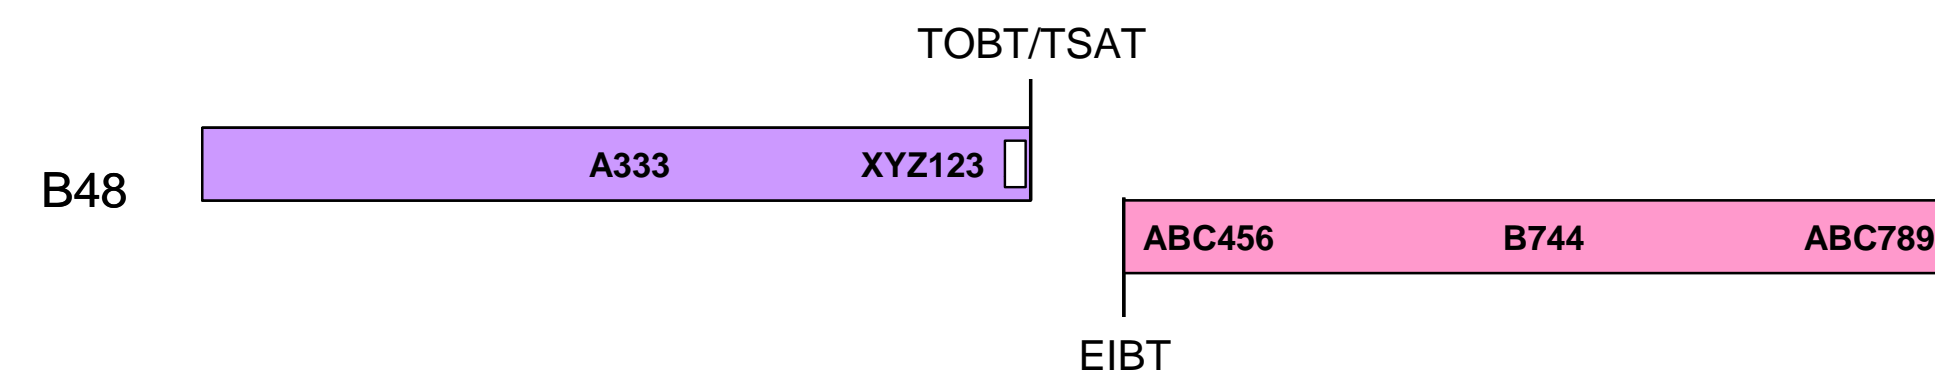 TOBT/TSAT
A333 XYZ123
B48
ABC456 B744 ABC789
EIBT